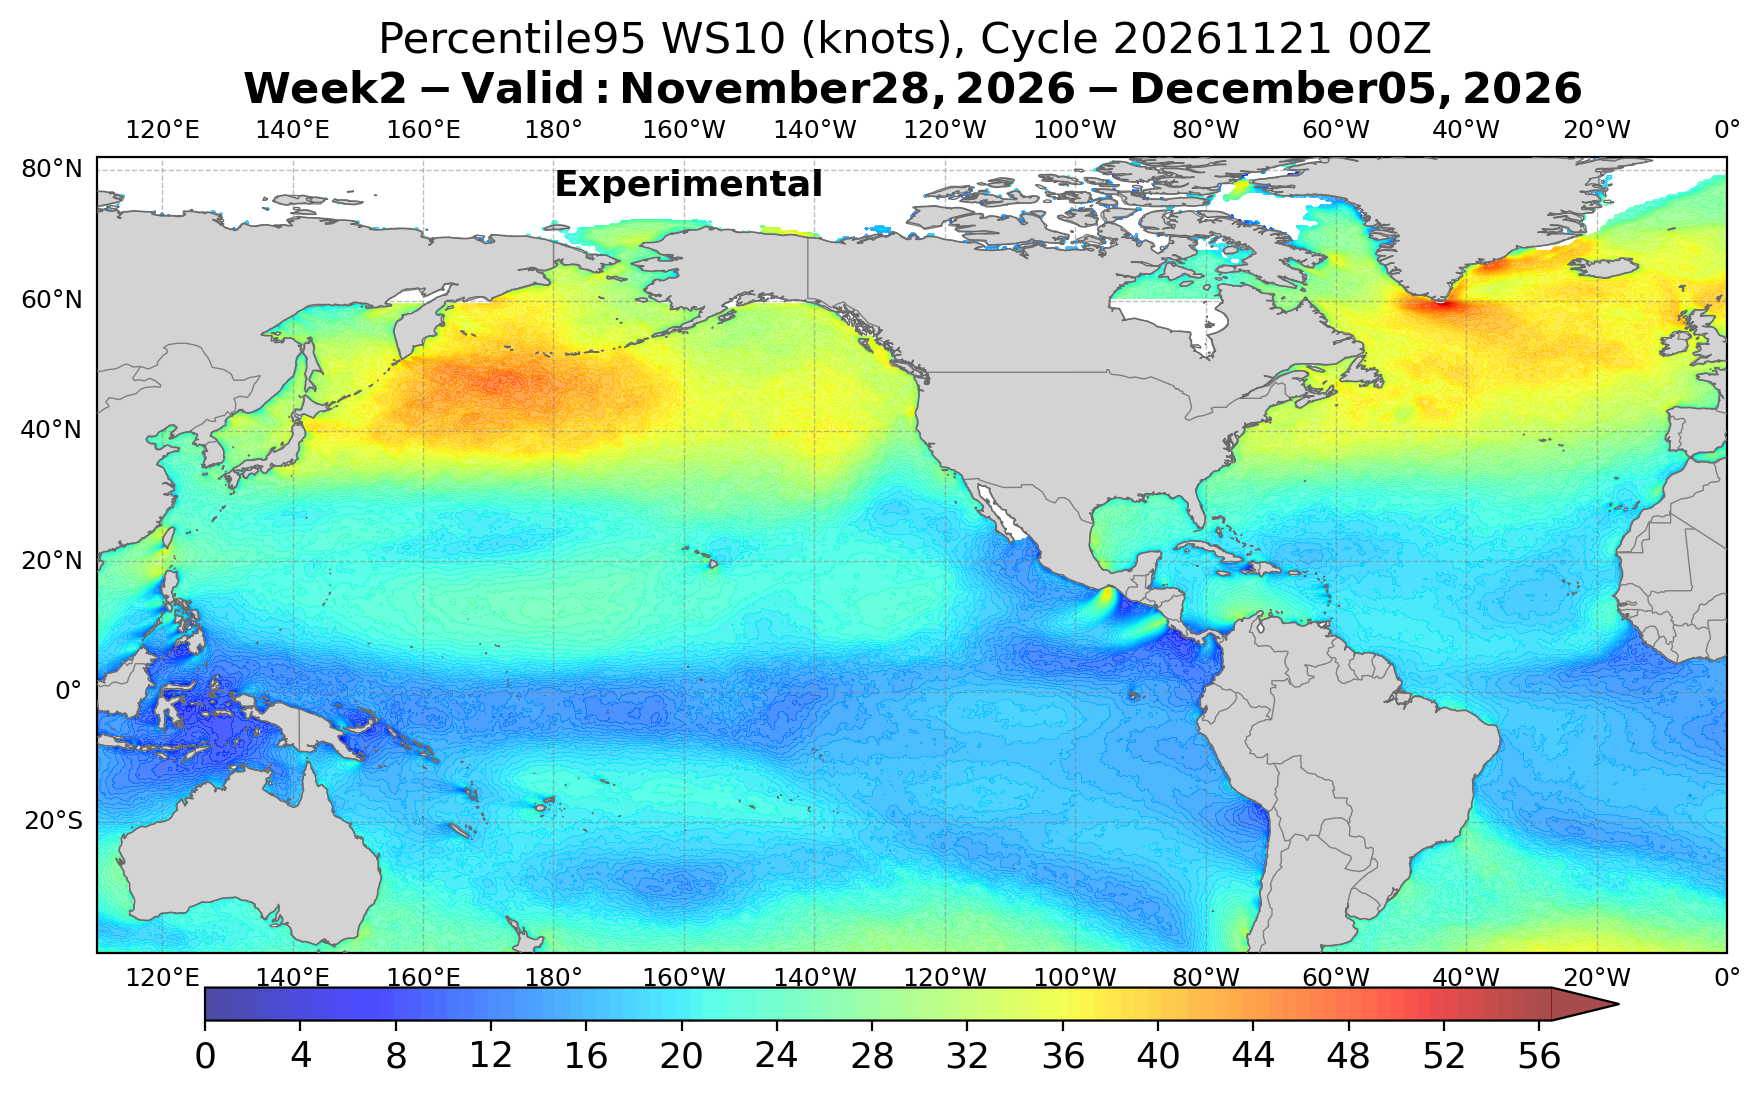 Percentile95 WS10 (knots), Cycle 20261121 00Z
Week2 − Valid : November28, 2026 − December05, 2026
120°E 140°E 160°E 180° 160°W 140°W 120°W 100°W 80°W 60°W 40°W 20°W 0°
80°N
Experimental
60°N
40°N
20°N
0°
20°S
120°E 140°E 160°E 180° 160°W 140°W 120°W 100°W 80°W 60°W 40°W 20°W 0°
0 4 8 12 16 20 24 28 32 36 40 44 48 52 56